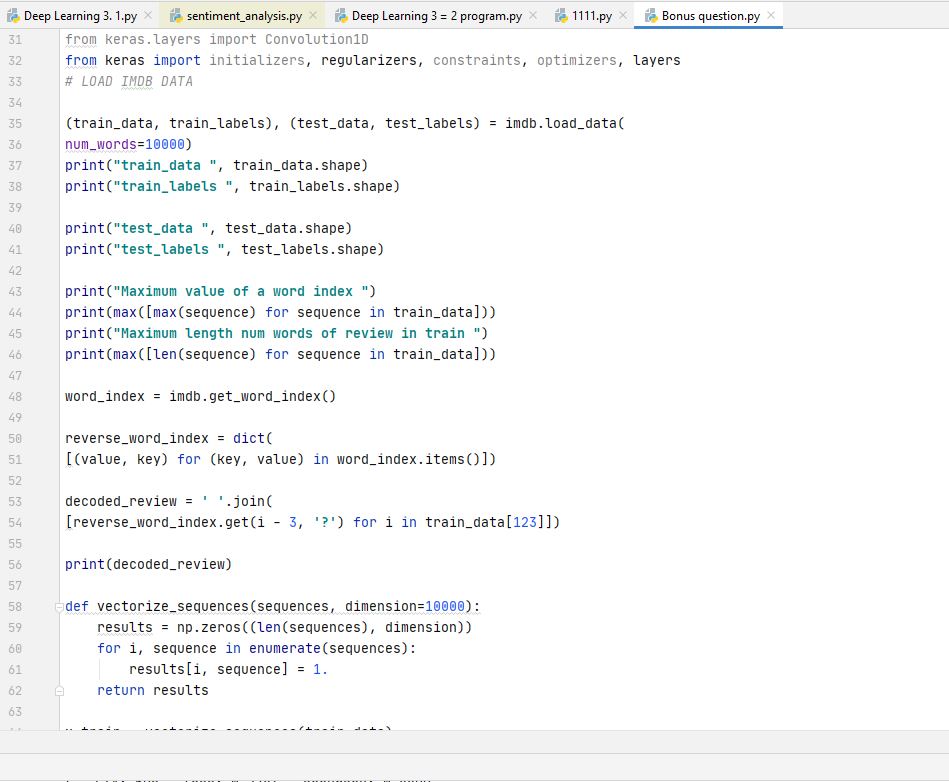 Deep Learning 3. 1.py sentiment_analysis.py Deep Learning 3 = 2 program.py 1111.py Bonus question.py
31 from keras.layers import Convolution1D
32 from keras import initializers, regularizers, constraints, optimizers, layers
33 # LOAD IMDB DATA
34
35 (train_data, train_labels), (test_data, test_labels) = imdb.load_data(
36 num_words=10000)
37 print("train_data ", train_data.shape)
38 print("train_labels ", train_labels.shape)
39
40 print("test_data ", test_data.shape)
41 print("test_labels ", test_labels.shape)
42
43 print("Maximum value of a word index ")
44 print(max([max(sequence) for sequence in train_data]))
45 print("Maximum length num words of review in train ")
46 print(max([len(sequence) for sequence in train_data]))
47
48 word_index = imdb.get_word_index()
49
50 reverse_word_index = dict(
51 [(value, key) for (key, value) in word_index.items()])
52
53 decoded_review = ' '.join(
54 [reverse_word_index.get(i - 3, '?') for i in train_data[123]])
55
56 print(decoded_review)
57
58 def vectorize_sequences(sequences, dimension=10000):
59     results = np.zeros((len(sequences), dimension))
60     for i, sequence in enumerate(sequences):
61         results[i, sequence] = 1.
62     return results
63